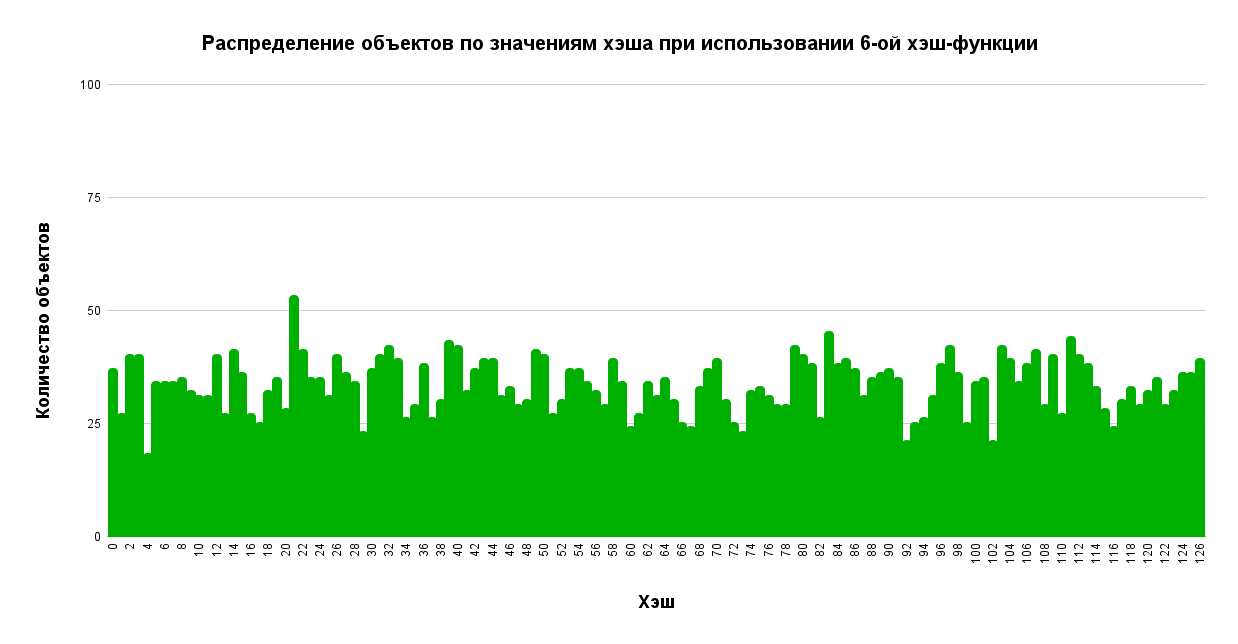 Распределение объектов по значениям хэша при использовании 6-ой хэш-функции
100
75
50
25
0
Количество объектов
0 2 4 6 8 10 12 14 16 18 20 22 24 26 28 30 32 34 36 38 40 42 44 46 48 50 52 54 56 58 60 62 64 66 68 70 72 74 76 78 80 82 84 86 88 90 92 94 96 98 100 102 104 106 108 110 112 114 116 118 120 122 124 126
Хэш